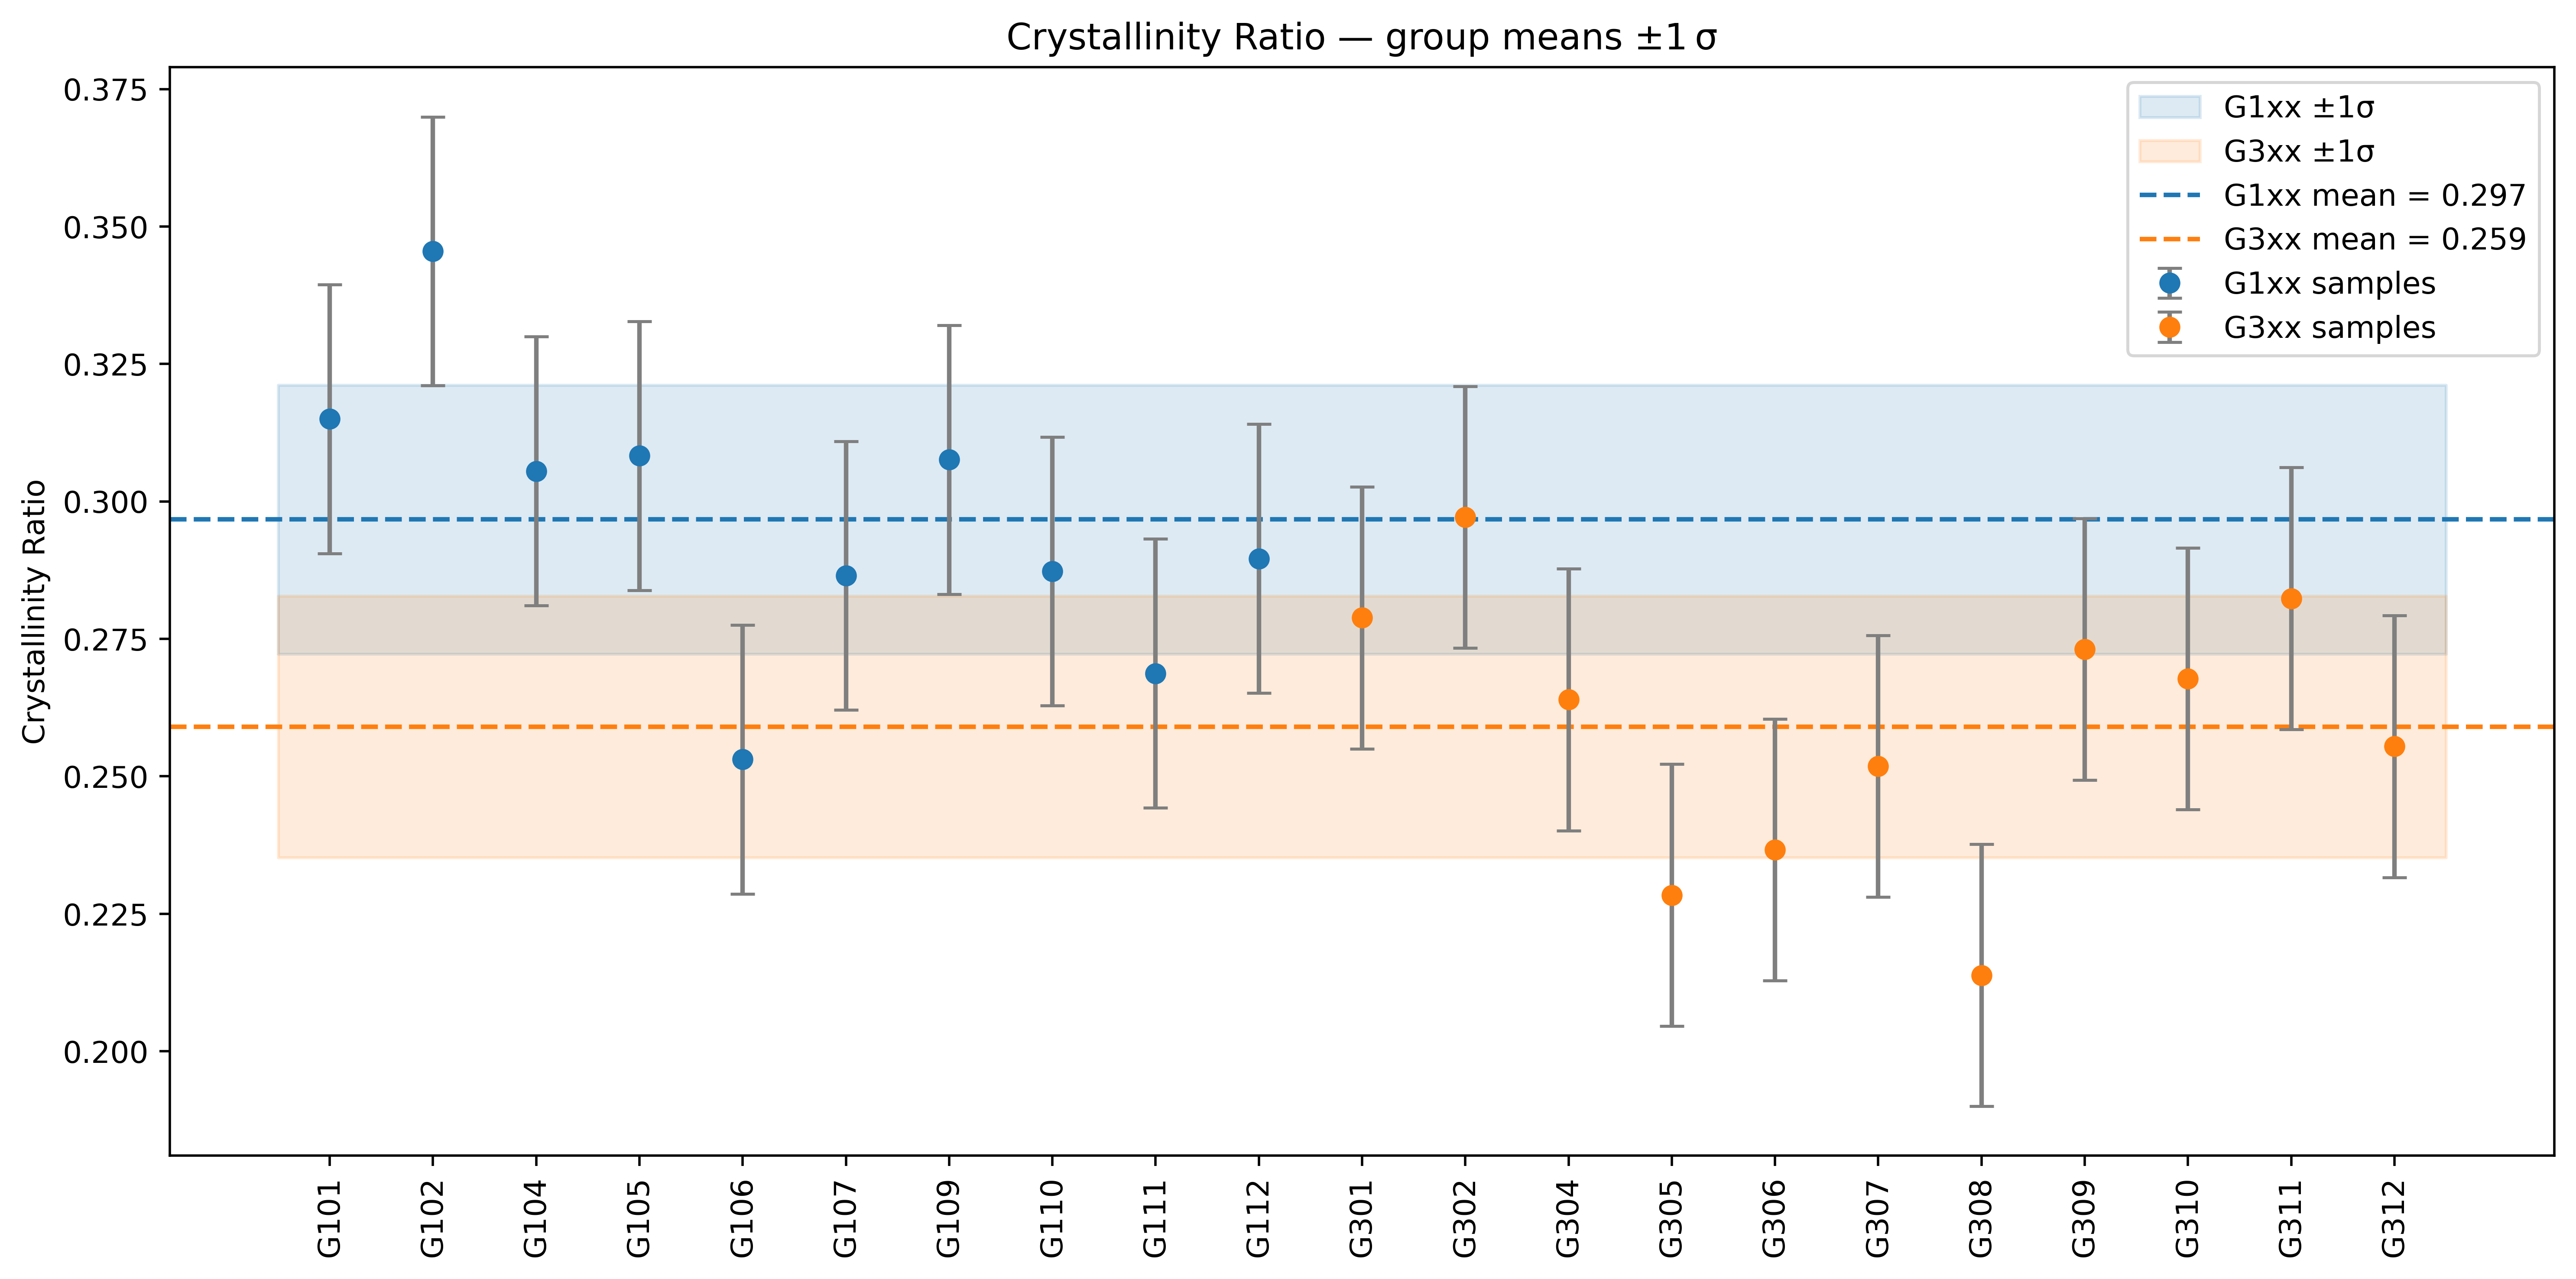 Crystallinity Ratio — group means ±1 σ
Crystallinity Ratio
0.375
0.350
0.325
0.300
0.275
0.250
0.225
0.200
G1xx ±1σ
G3xx ±1σ
G1xx mean = 0.297
G3xx mean = 0.259
G1xx samples
G3xx samples
G101
G102
G104
G105
G106
G107
G109
G110
G111
G112
G301
G302
G304
G305
G306
G307
G308
G309
G310
G311
G312